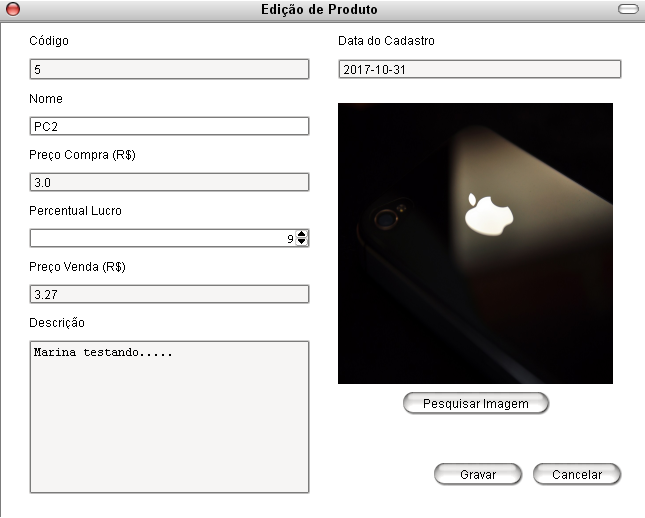 Edição de Produto
Código
5
Nome
PC2
Preço Compra (R$)
3.0
Percentual Lucro
9
Preço Venda (R$)
3.27
Descrição
Marina testando.....
Data do Cadastro
2017-10-31
Pesquisar Imagem
Gravar
Cancelar